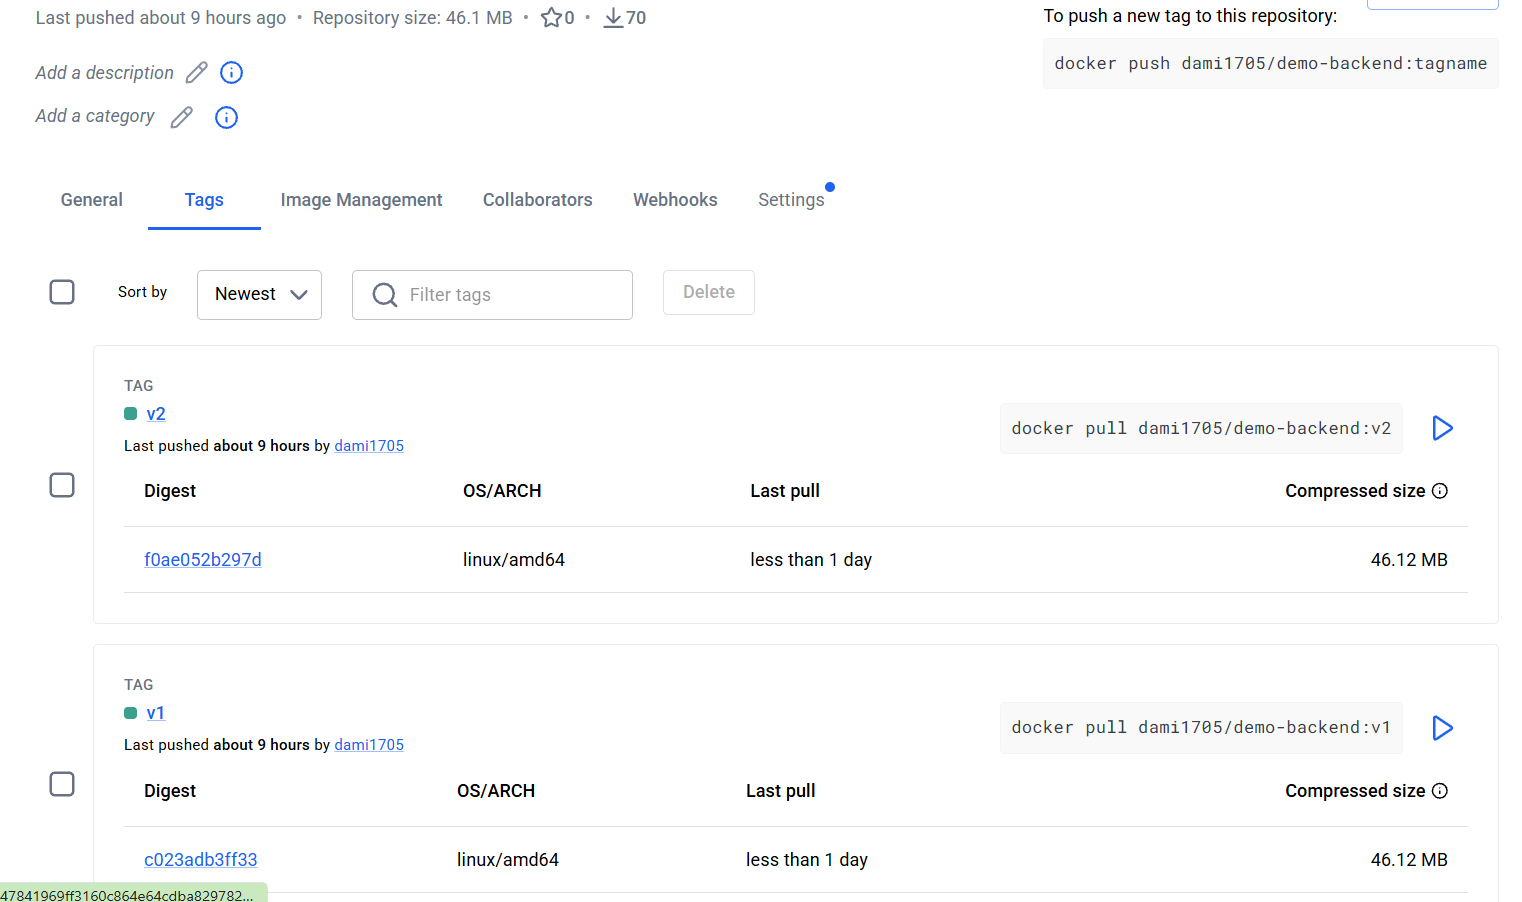 Last pushed about 9 hours ago • Repository size: 46.1 MB • 0 • 70
To push a new tag to this repository:
docker push dami1705/demo-backend:tagname
Add a description
Add a category
General Tags Image Management Collaborators Webhooks Settings
Sort by Newest Filter tags Delete
TAG
v2
docker pull dami1705/demo-backend:v2
Last pushed about 9 hours by dami1705
Digest OS/ARCH Last pull Compressed size
f0ae052b297d linux/amd64 less than 1 day 46.12 MB
TAG
v1
docker pull dami1705/demo-backend:v1
Last pushed about 9 hours by dami1705
Digest OS/ARCH Last pull Compressed size
c023adb3ff33 linux/amd64 less than 1 day 46.12 MB
47841969ff3160c864e64cdba829782...